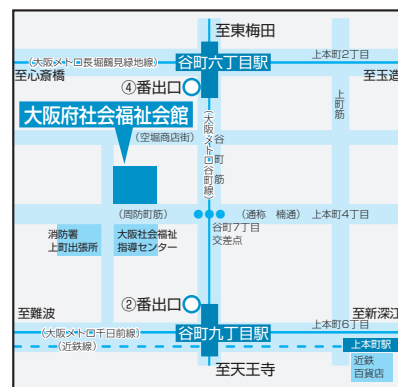 至東梅田
上本町2丁目
(大阪メトロ長堀鶴見緑地線)
谷町六丁目駅
至心斎橋
至玉造
④番出口
上町筋
大阪府社会福祉会館
(空堀商店街)
谷町筋
(大阪メトロ谷町線)
(周防町筋)
(通称 楠通)
上本町4丁目
消防署
上町出張所
大阪社会福祉
指導センター
谷町7丁目
交差点
②番出口
至難波
至新深江
上本町6丁目
(大阪メトロ千日前線)
谷町九丁目駅
(近鉄線)
上本町駅
近鉄
百貨店
至天王寺